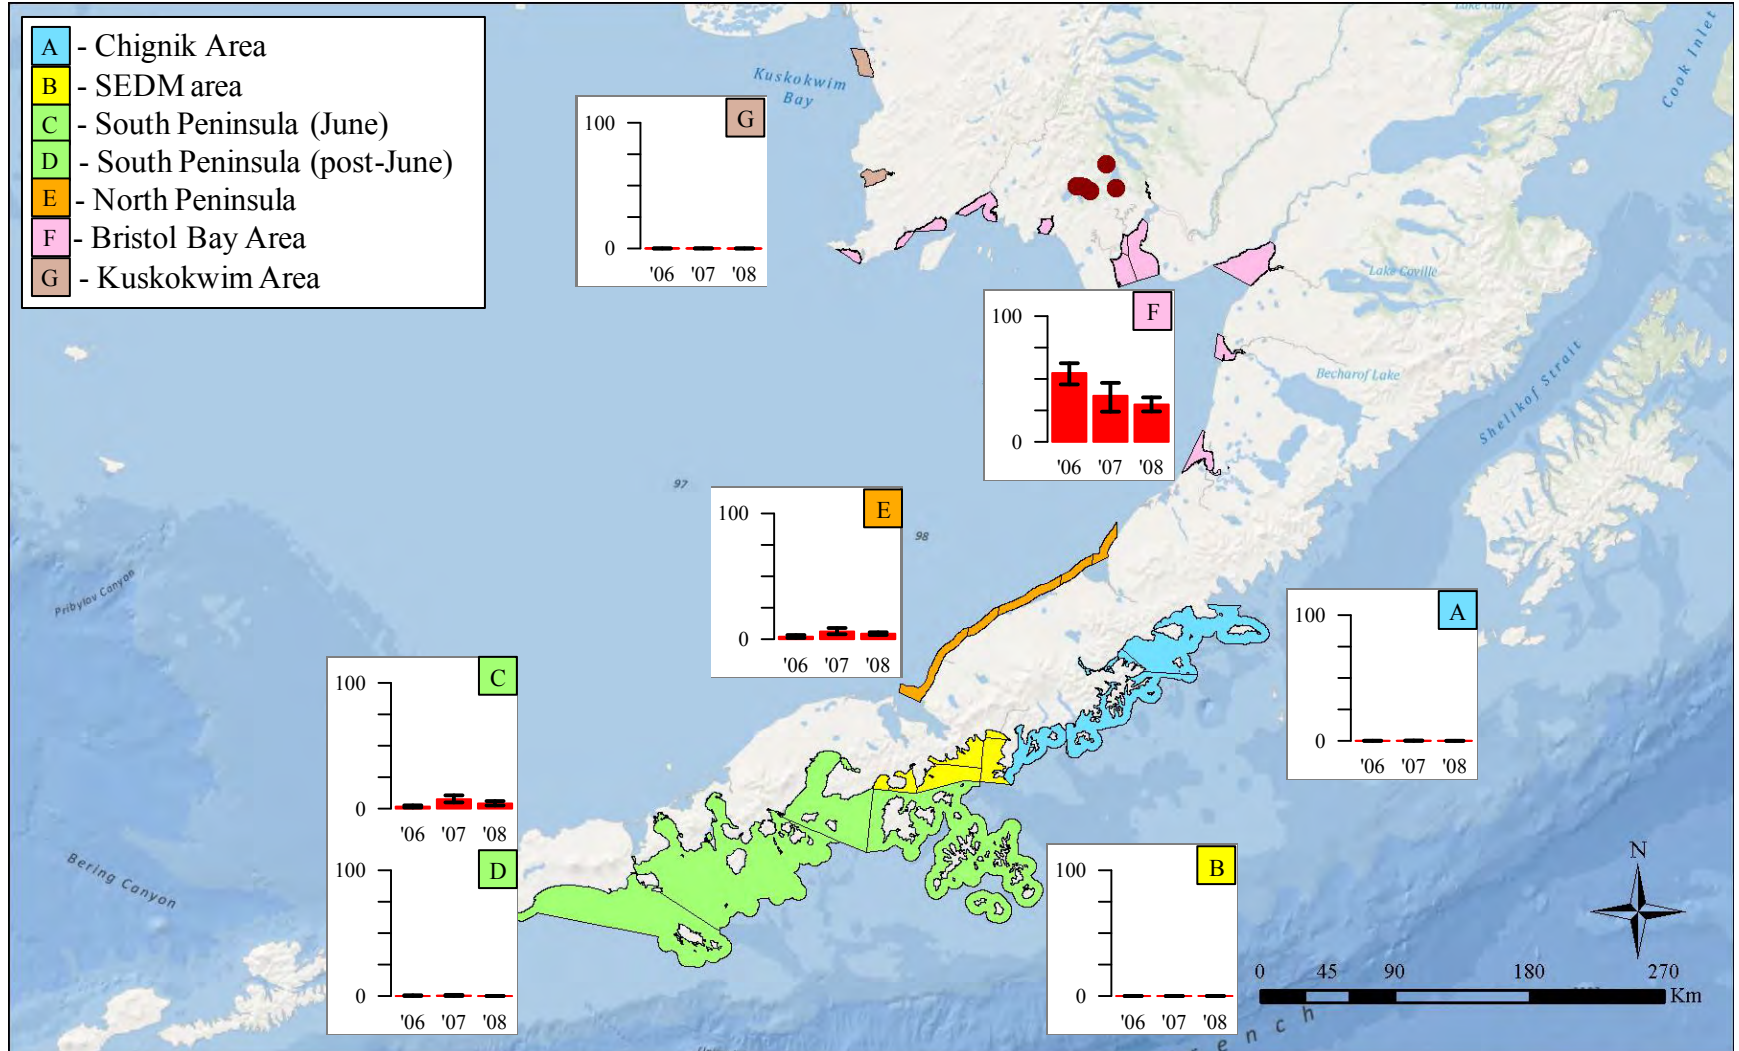 A - Chignik Area
B - SEDM area
C - South Peninsula (June)
D - South Peninsula (post-June)
E - North Peninsula
F - Bristol Bay Area
G - Kuskokwim Area
Kuskokwim
Bay
Lake Clark
Cook Inlet
G
100
0
'06 '07 '08
Lake Coville
F
100
0
'06 '07 '08
Becharof Lake
Shelikof Strait
97
98
E
100
0
'06 '07 '08
Pribylov Canyon
A
100
0
'06 '07 '08
C
100
0
'06 '07 '08
D
100
0
'06 '07 '08
B
100
0
'06 '07 '08
Bering Canyon
N
0 45 90 180 270
Km
ench